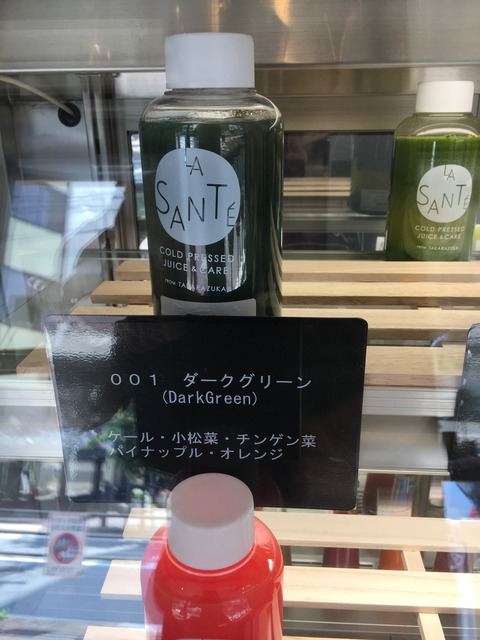 LA
SANTÉ
COLD PRESSED
JUICE & CARE
FROM TAKARAZUKA
LA
SANTÉ
COLD PRESSED
JUICE & CARE
FROM TAKARAZUKA
001 ダークグリーン
(DarkGreen)
ケール・小松菜・チンゲン菜
パイナップル・オレンジ